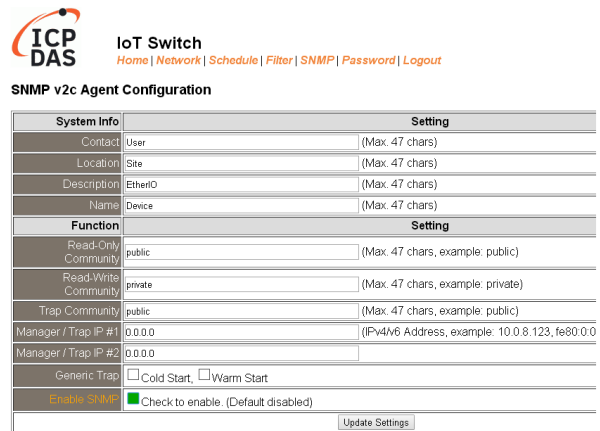 ICP
DAS
IoT Switch
Home | Network | Schedule | Filter | SNMP | Password | Logout
SNMP v2c Agent Configuration
System Info Setting
Contact User (Max. 47 chars)
Location Site (Max. 47 chars)
Description EtherIO (Max. 47 chars)
Name Device (Max. 47 chars)
Function Setting
Read-Only Community public (Max. 47 chars, example: public)
Read-Write Community private (Max. 47 chars, example: private)
Trap Community public (Max. 47 chars, example: public)
Manager / Trap IP #1 0.0.0.0 (IPv4/v6 Address, example: 10.0.8.123, fe80:0:0
Manager / Trap IP #2 0.0.0.0
Generic Trap Cold Start, Warm Start
Enable SNMP Check to enable. (Default disabled)
Update Settings